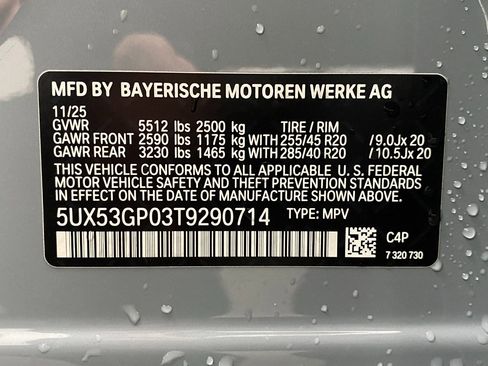 MFD BY BAYERISCHE MOTOREN WERKE AG
11/25
GVWR 5512 lbs 2500 kg TIRE / RIM
GAWR FRONT 2590 lbs 1175 kg WITH 255/45 R20 / 9.0Jx 20
GAWR REAR 3230 lbs 1465 kg WITH 285/40 R20 / 10.5Jx 20
THIS VEHICLE CONFORMS TO ALL APPLICABLE U. S. FEDERAL
MOTOR VEHICLE SAFETY AND THEFT PREVENTION STANDARDS
IN EFFECT ON THE DATE OF MANUFACTURE SHOWN ABOVE.
5UX53GP03T9290714 TYPE: MPV
C4P
7 320 730